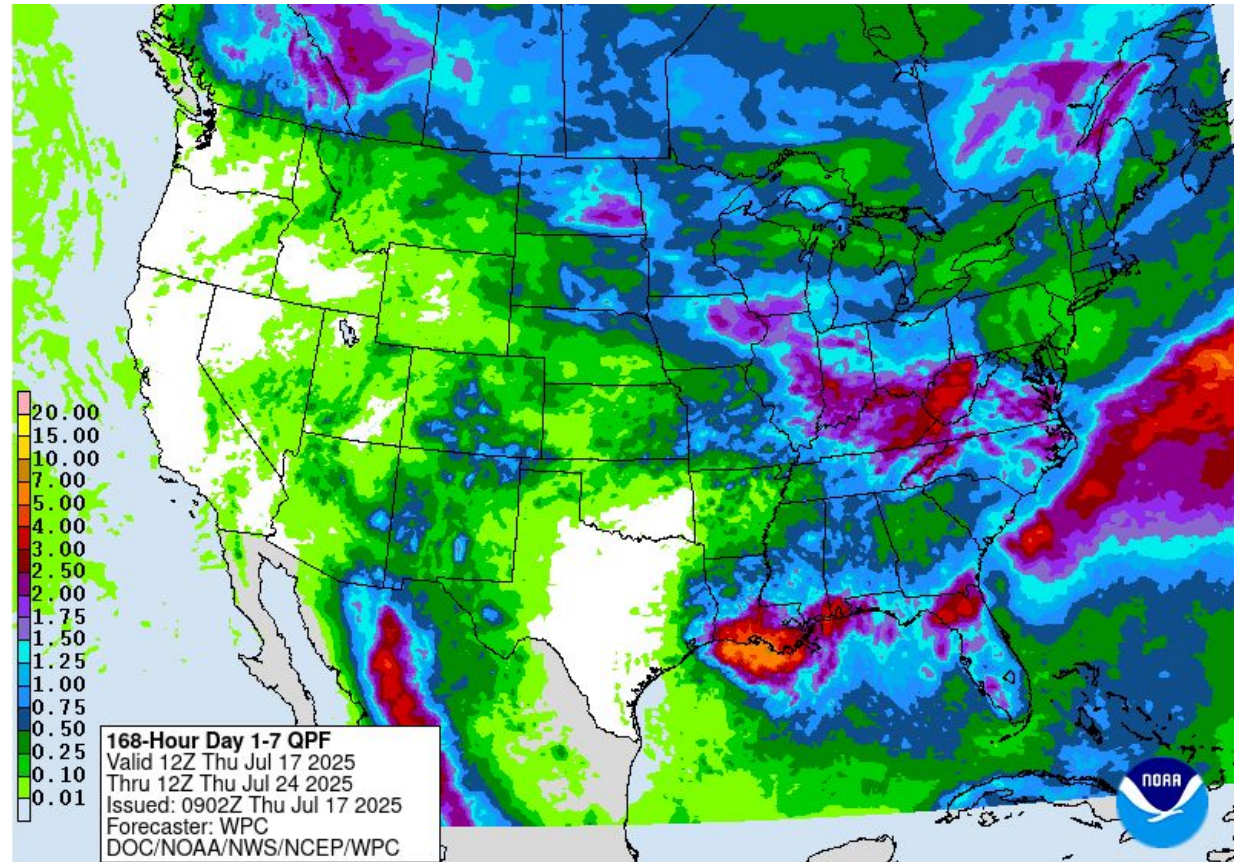 20.00
15.00
10.00
7.00
5.00
4.00
3.00
2.50
2.00
1.75
1.50
1.25
1.00
0.75
0.50
0.25
0.10
0.01
168-Hour Day 1-7 QPF
Valid 12Z Thu Jul 17 2025
Thru 12Z Thu Jul 24 2025
Issued: 0902Z Thu Jul 17 2025
Forecaster: WPC
DOC/NOAA/NWS/NCEP/WPC
NOAA